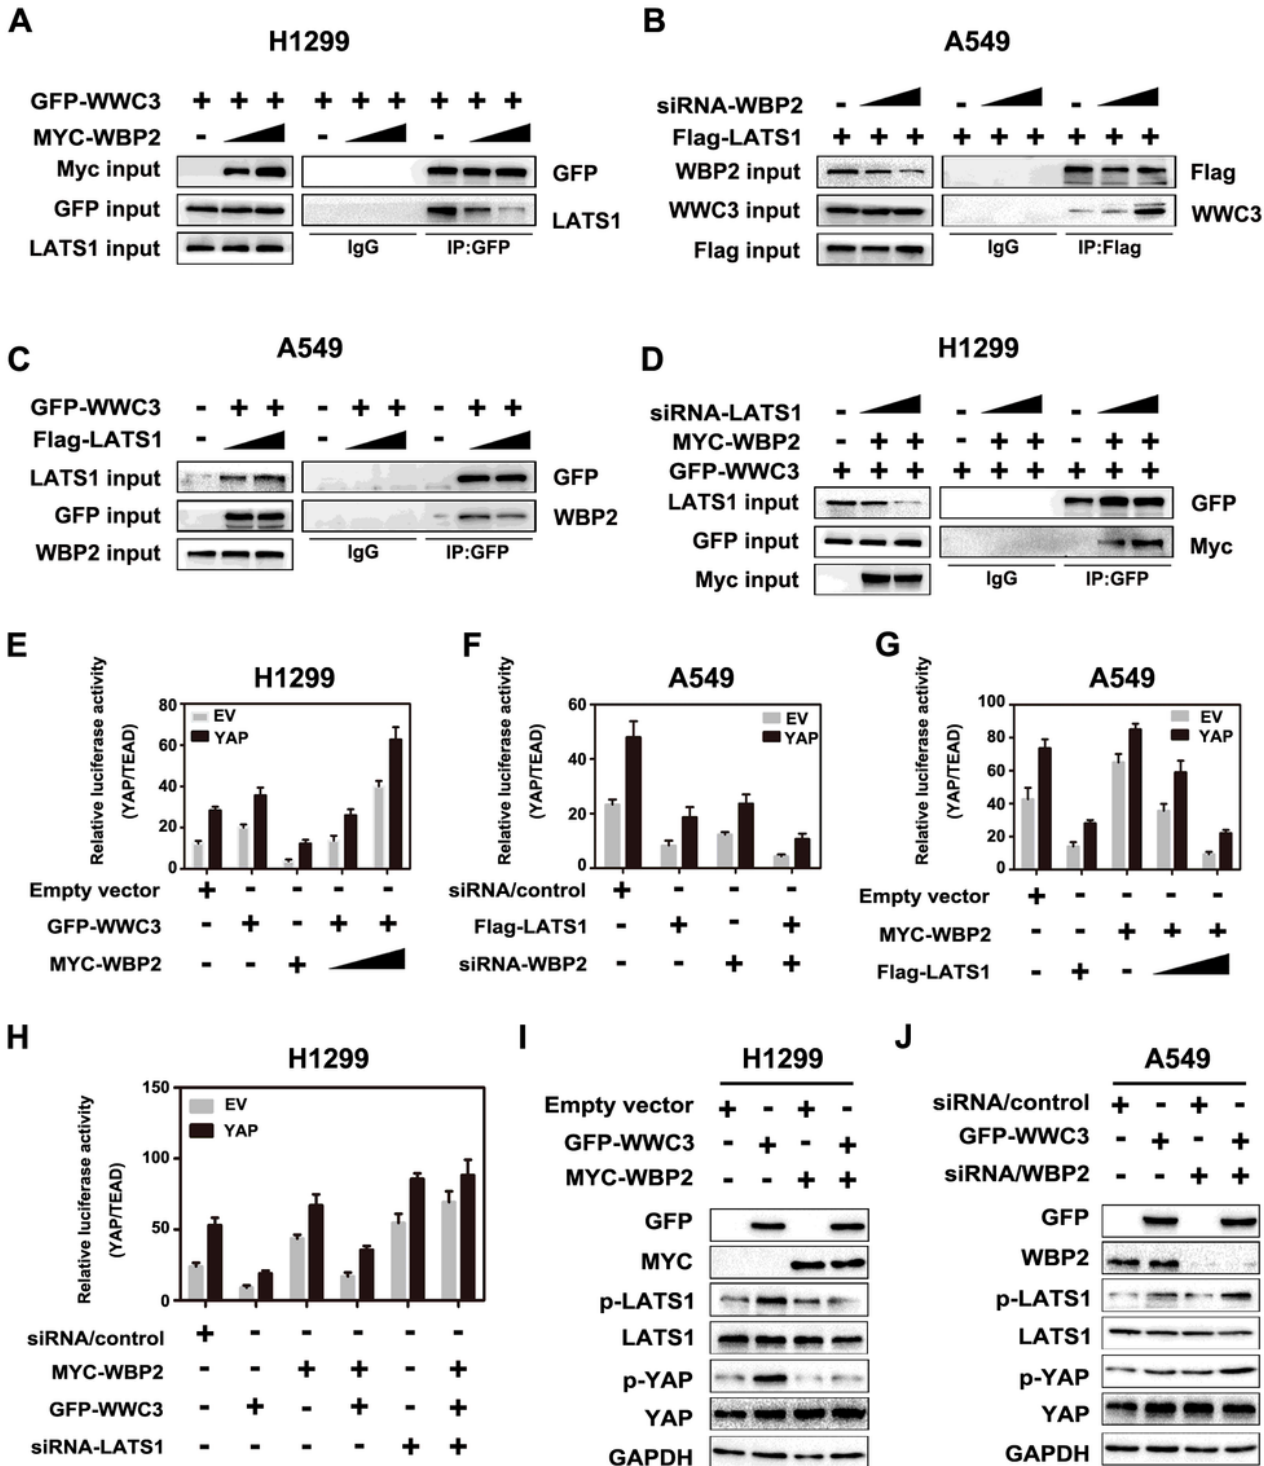 A
H1299
GFP-WWC3 + + + + + + + + +
MYC-WBP2 - - -
Myc input GFP
GFP input LATS1
LATS1 input IgG IP:GFP
B
A549
siRNA-WBP2 - - -
Flag-LATS1 + + + + + + + + +
WBP2 input Flag
WWC3 input WWC3
Flag input IgG IP:Flag
C
A549
GFP-WWC3 - + + - + + - + +
Flag-LATS1 - - -
LATS1 input GFP
GFP input WBP2
WBP2 input IgG IP:GFP
D
H1299
siRNA-LATS1 - - -
MYC-WBP2 - + + - + + - + +
GFP-WWC3 + + + + + + + + +
LATS1 input GFP
GFP input Myc
Myc input IgG IP:GFP
E
H1299
Relative luciferase activity
(YAP/TEAD)
80
60
40
20
0
EV
YAP
Empty vector + - - - -
GFP-WWC3 - + - + +
MYC-WBP2 - - +
F
A549
Relative luciferase activity
(YAP/TEAD)
60
40
20
0
EV
YAP
siRNA/control + - - -
Flag-LATS1 - + - +
siRNA-WBP2 - - + +
G
A549
Relative luciferase activity
(YAP/TEAD)
100
80
60
40
20
0
EV
YAP
Empty vector + - - - -
MYC-WBP2 - - + + +
Flag-LATS1 - + -
H
H1299
Relative luciferase activity
(YAP/TEAD)
150
100
50
0
EV
YAP
siRNA/control + - - - - -
MYC-WBP2 - - + + - +
GFP-WWC3 - + - + - +
siRNA-LATS1 - - - - + +
I
H1299
Empty vector + - + -
GFP-WWC3 - + - +
MYC-WBP2 - - + +
GFP
MYC
p-LATS1
LATS1
p-YAP
YAP
GAPDH
J
A549
siRNA/control + - + -
GFP-WWC3 - + - +
siRNA/WBP2 - - + +
GFP
WBP2
p-LATS1
LATS1
p-YAP
YAP
GAPDH